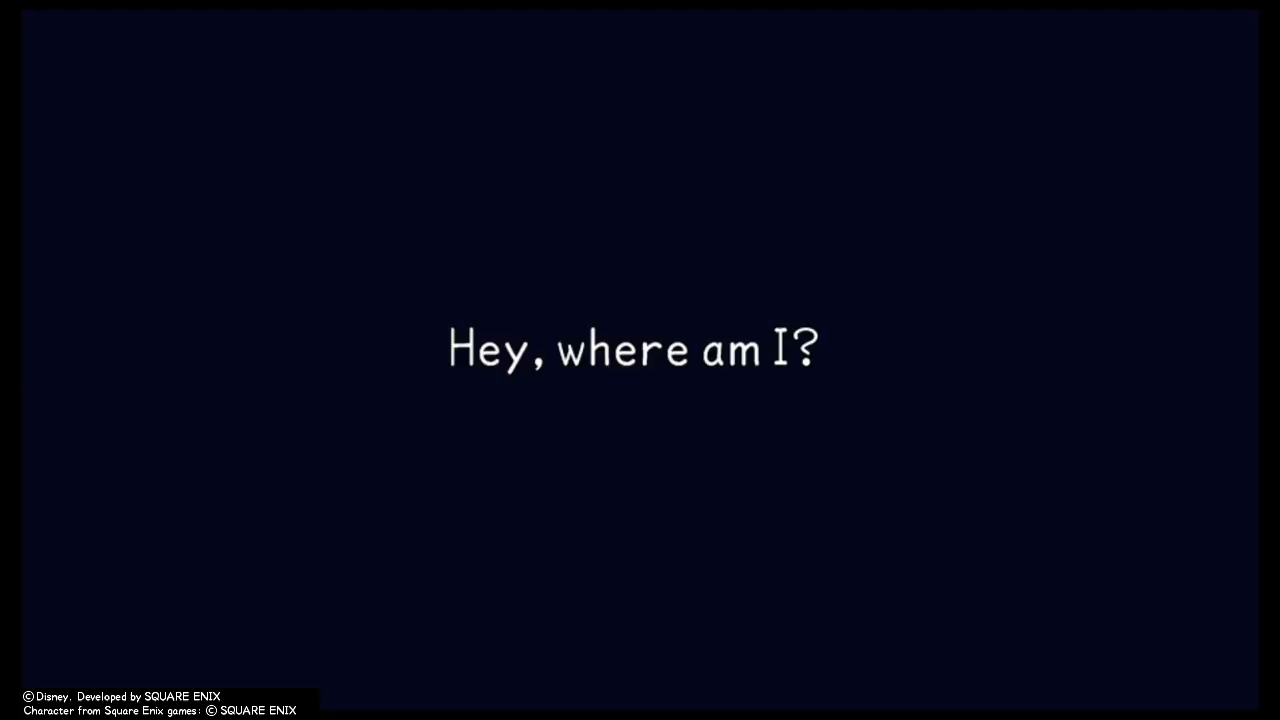 Hey, where am I?
©Disney. Developed by SQUARE ENIX
Character from Square Enix games: © SQUARE ENIX